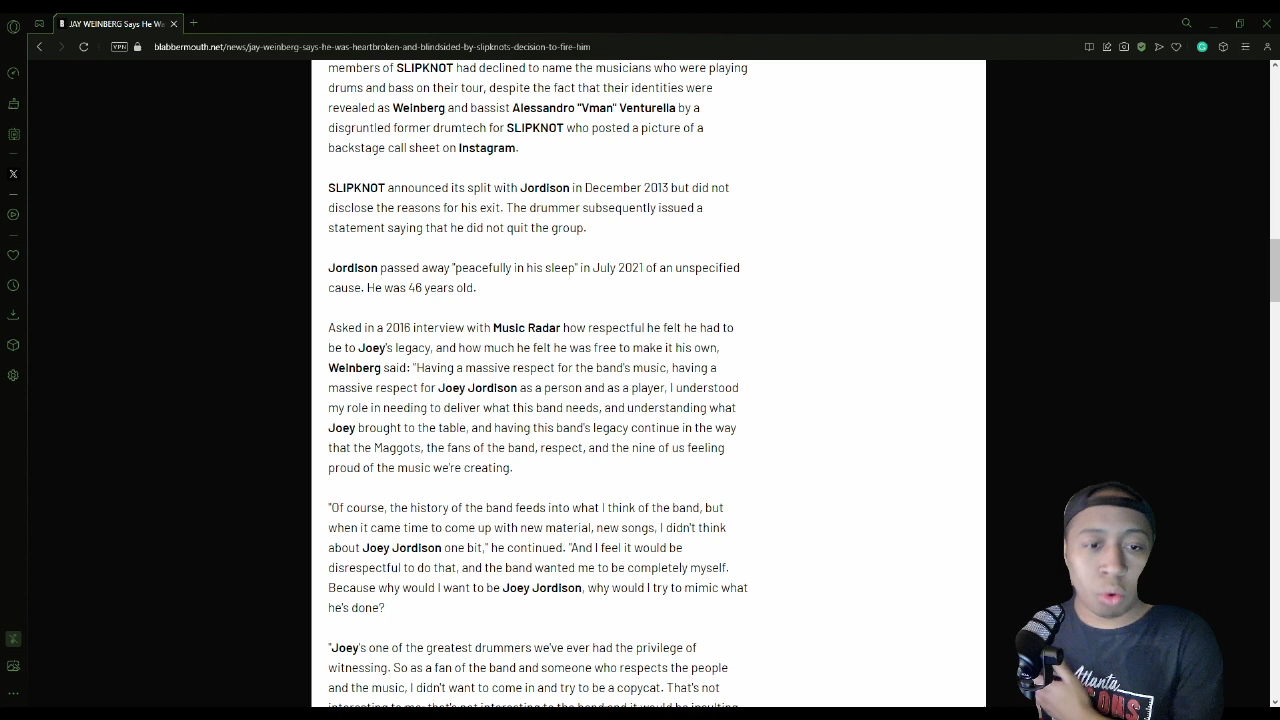 JAY WEINBERG Says He Wa
blabbermouth.net/news/jay-weinberg-says-he-was-heartbroken-and-blindsided-by-slipknots-decision-to-fire-him
VPN
members of SLIPKNOT had declined to name the musicians who were playing
drums and bass on their tour, despite the fact that their identities were
revealed as Weinberg and bassist Alessandro "Vman" Venturella by a
disgruntled former drumtech for SLIPKNOT who posted a picture of a
backstage call sheet on Instagram.
SLIPKNOT announced its split with Jordison in December 2013 but did not
disclose the reasons for his exit. The drummer subsequently issued a
statement saying that he did not quit the group.
Jordison passed away "peacefully in his sleep" in July 2021 of an unspecified
cause. He was 46 years old.
Asked in a 2016 interview with Music Radar how respectful he felt he had to
be to Joey's legacy, and how much he felt he was free to make it his own,
Weinberg said: "Having a massive respect for the band's music, having a
massive respect for Joey Jordison as a person and as a player, I understood
my role in needing to deliver what this band needs, and understanding what
Joey brought to the table, and having this band's legacy continue in the way
that the Maggots, the fans of the band, respect, and the nine of us feeling
proud of the music we're creating.
"Of course, the history of the band feeds into what I think of the band, but
when it came time to come up with new material, new songs, I didn't think
about Joey Jordison one bit," he continued. "And I feel it would be
disrespectful to do that, and the band wanted me to be completely myself.
Because why would I want to be Joey Jordison, why would I try to mimic what
he's done?
"Joey's one of the greatest drummers we've ever had the privilege of
witnessing. So as a fan of the band and someone who respects the people
and the music, I didn't want to come in and try to be a copycat. That's not
interesting to me; that's not interesting to the band and it would be insulting
Atlanta